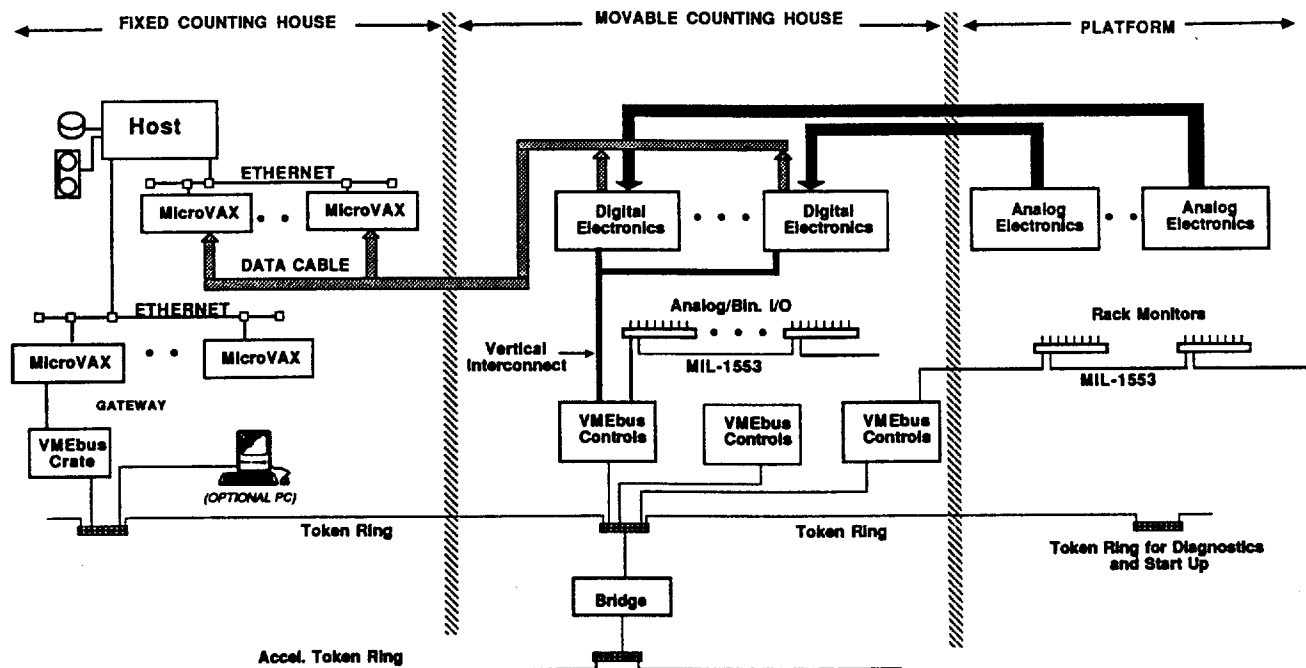 FIXED COUNTING HOUSE
MOVABLE COUNTING HOUSE
PLATFORM
Host
ETHERNET
MicroVAX
MicroVAX
DATA CABLE
Digital
Electronics
Digital
Electronics
Analog
Electronics
Analog
Electronics
ETHERNET
MicroVAX
MicroVAX
GATEWAY
VMEbus
Crate
(OPTIONAL PC)
Analog/Bin. I/O
Vertical
Interconnect
MIL-1553
Rack Monitors
MIL-1553
VMEbus
Controls
VMEbus
Controls
VMEbus
Controls
Token Ring
Token Ring
Token Ring for Diagnostics
and Start Up
Bridge
Accel. Token Ring